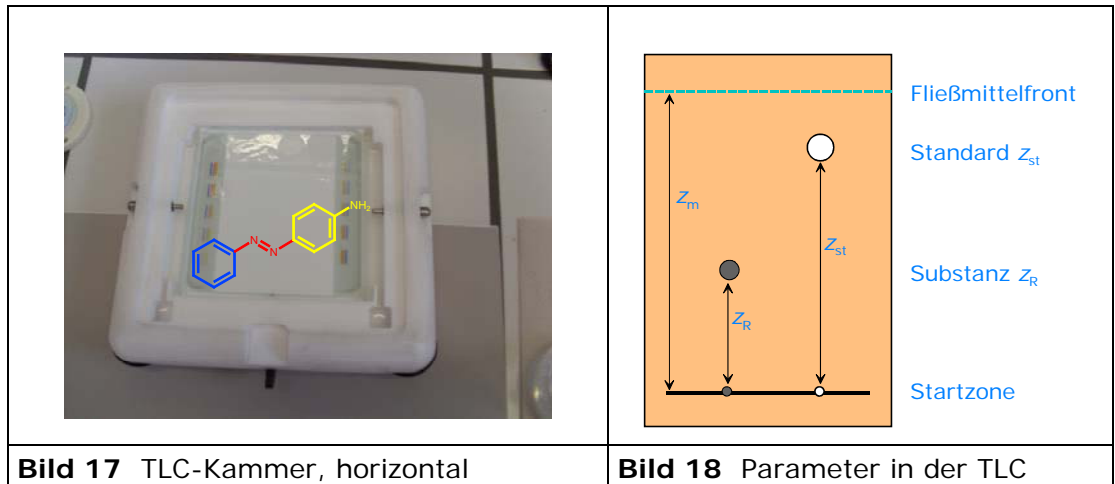 N
N
NH₂
Fließmittelfront
Standard z_st
z_m
z_st
Substanz z_R
z_R
Startzone
Bild 17 TLC-Kammer, horizontal
Bild 18 Parameter in der TLC